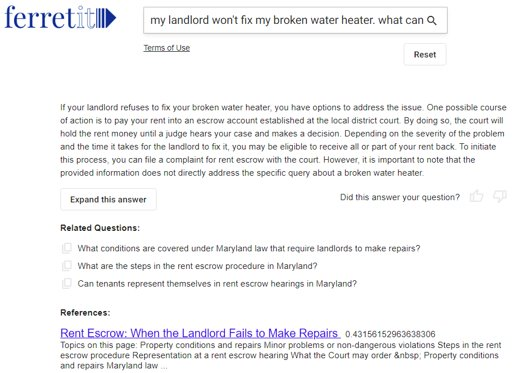 ferretit
my landlord won't fix my broken water heater. what can
Terms of Use
Reset
If your landlord refuses to fix your broken water heater, you have options to address the issue. One possible course
of action is to pay your rent into an escrow account established at the local district court. By doing so, the court will
hold the rent money until a judge hears your case and makes a decision. Depending on the severity of the problem
and the time it takes for the landlord to fix it, you may be eligible to receive all or part of your rent back. To initiate
this process, you can file a complaint for rent escrow with the court. However, it is important to note that the
provided information does not directly address the specific query about a broken water heater.
Expand this answer
Did this answer your question?
Related Questions:
What conditions are covered under Maryland law that require landlords to make repairs?
What are the steps in the rent escrow procedure in Maryland?
Can tenants represent themselves in rent escrow hearings in Maryland?
References:
Rent Escrow: When the Landlord Fails to Make Repairs 0.43156152963638306
Topics on this page: Property conditions and repairs Minor problems or non-dangerous violations Steps in the rent
escrow procedure Representation at a rent escrow hearing What the Court may order &nbsp; Property conditions
and repairs Maryland law ...